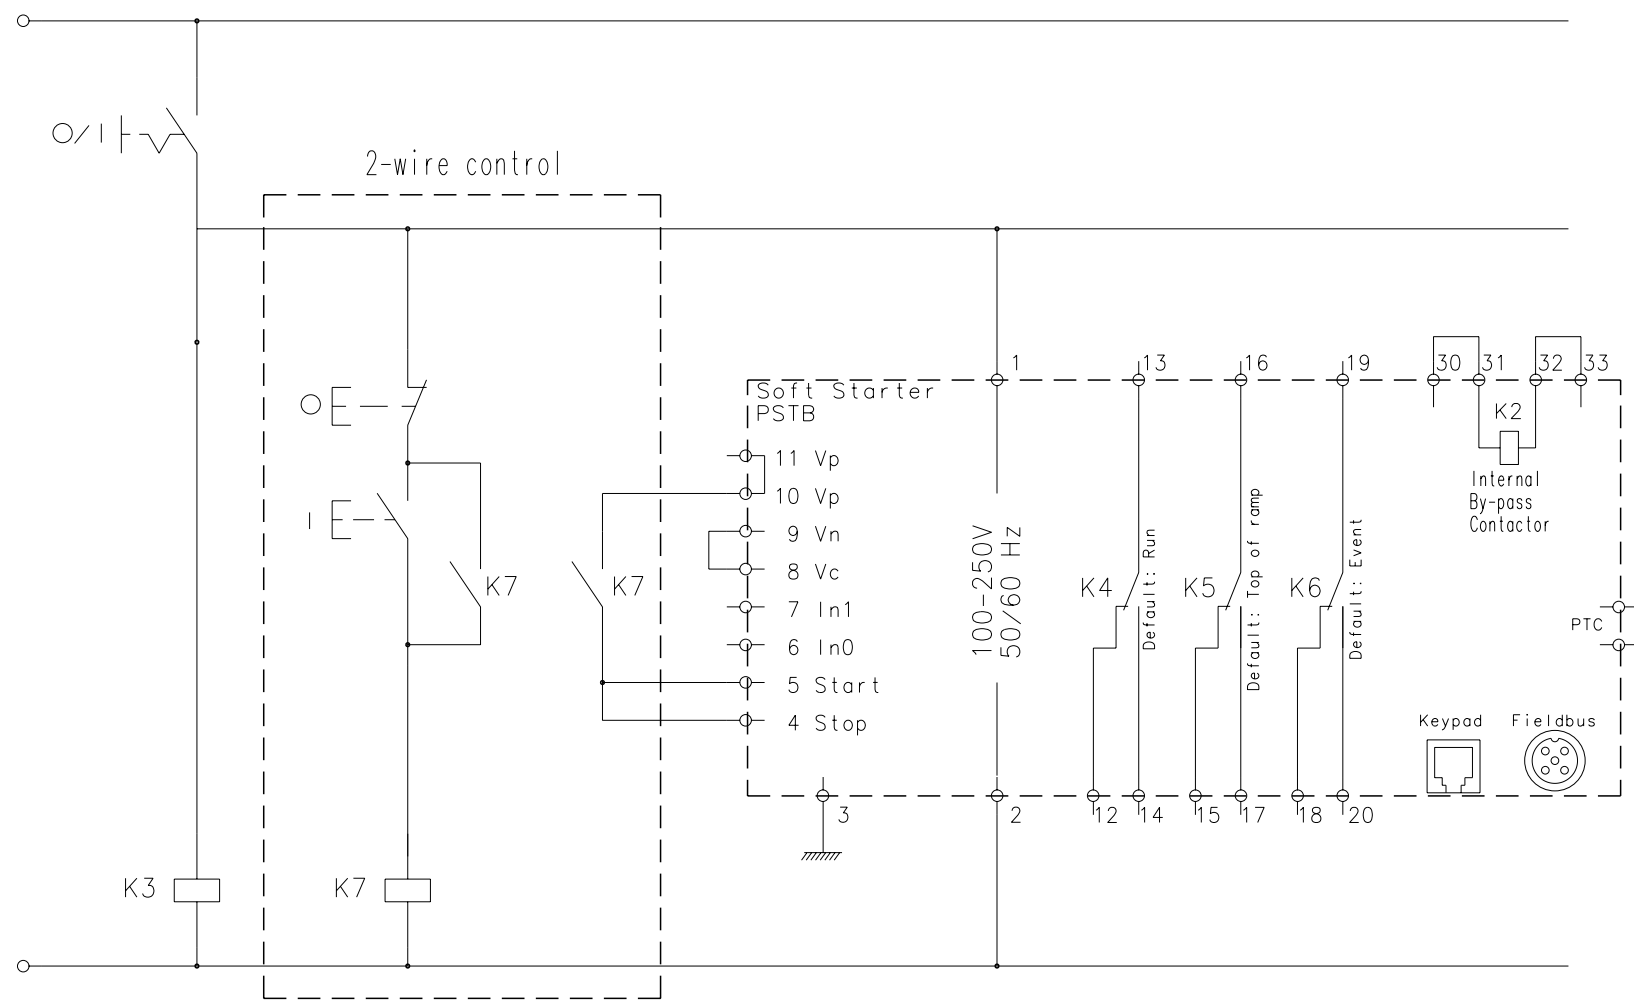 O/I
2-wire control
O
I
K7
K7
K3
K7
1
13
16
19
30
31
32
33
Soft Starter
PSTB
K2
Internal
By-pass
Contactor
11 Vp
10 Vp
9 Vn
8 Vc
7 In1
6 In0
5 Start
4 Stop
100-250V
50/60 Hz
K4
Default: Run
K5
Default: Top of ramp
K6
Default: Event
PTC
Keypad
Fieldbus
3
2
12
14
15
17
18
20